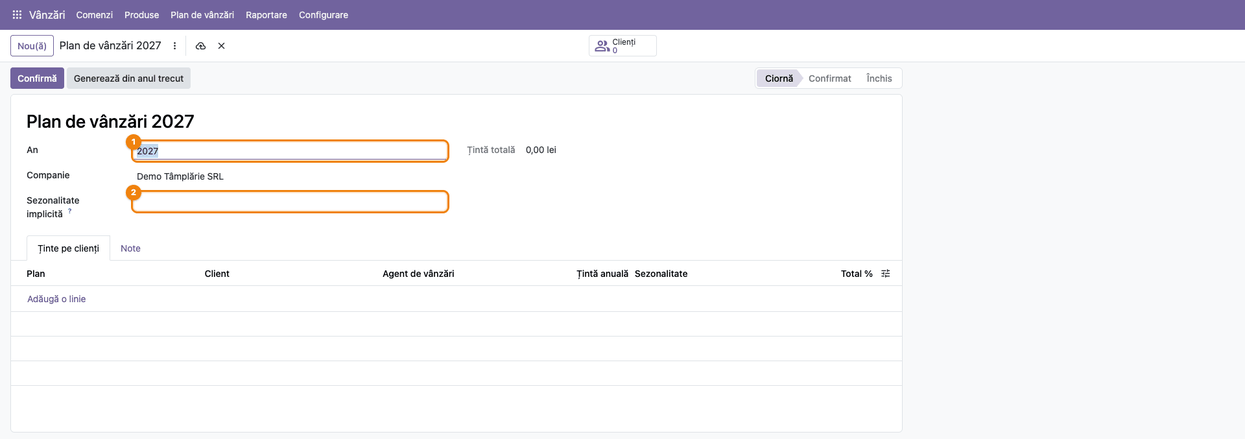 Vânzări Comenzi Produse Plan de vânzări Raportare Configurare
Nou(ă) Plan de vânzări 2027 Clienți
0
Confirmă Generează din anul trecut Ciornă Confirmat Închis
Plan de vânzări 2027
1
An 2027 Țintă totală 0,00 lei
Companie Demo Tâmplărie SRL
2
Sezonalitate
implicită ?
Ținte pe clienți Note
Plan Client Agent de vânzări Țintă anuală Sezonalitate Total %
Adăugă o linie